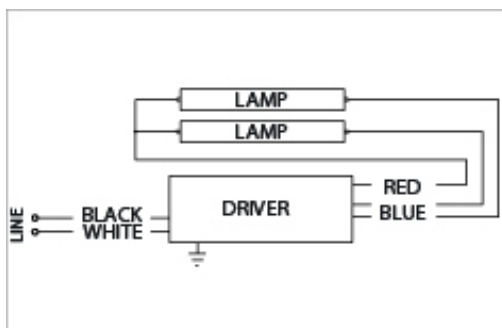 LAMP
LAMP
RED
DRIVER
BLUE
LINE
BLACK
WHITE